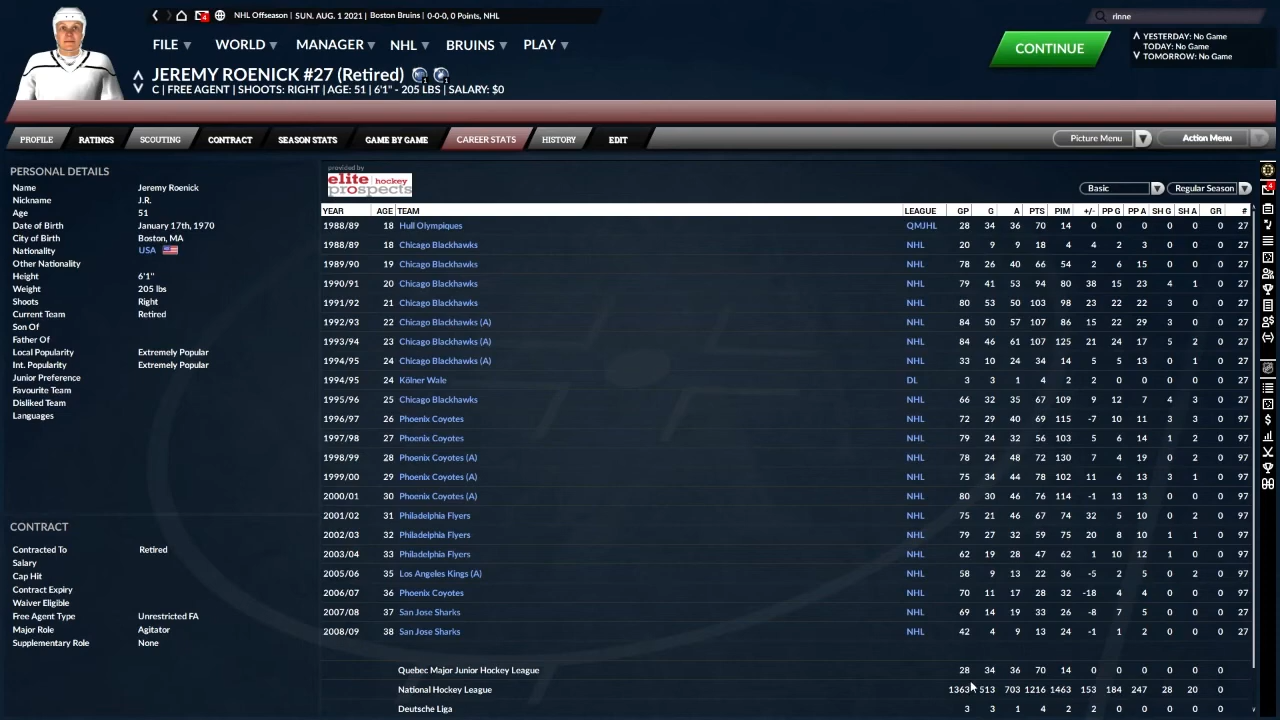 NHL Offseason | SUN. AUG. 1 2021 | Boston Bruins | 0-0-0, 0 Points, NHL
rinne
FILE WORLD MANAGER NHL BRUINS PLAY
CONTINUE
YESTERDAY: No Game
TODAY: No Game
TOMORROW: No Game
JEREMY ROENICK #27 (Retired)
C | FREE AGENT | SHOOTS: RIGHT | AGE: 51 | 6'1" - 205 LBS | SALARY: $0
PROFILE RATINGS SCOUTING CONTRACT SEASON STATS GAME BY GAME CAREER STATS HISTORY EDIT Picture Menu Action Menu
PERSONAL DETAILS
Name Jeremy Roenick
Nickname J.R.
Age 51
Date of Birth January 17th, 1970
City of Birth Boston, MA
Nationality USA
Other Nationality
Height 6'1"
Weight 205 lbs
Shoots Right
Current Team Retired
Son Of
Father Of
Local Popularity Extremely Popular
Int. Popularity Extremely Popular
Junior Preference
Favourite Team
Disliked Team
Languages
CONTRACT
Contracted To Retired
Salary
Cap Hit
Contract Expiry
Waiver Eligible
Free Agent Type Unrestricted FA
Major Role Agitator
Supplementary Role None
provided by
elite hockey
prospects
Basic Regular Season
YEAR AGE TEAM LEAGUE GP G A PTS PIM +/- PP G PP A SH G SH A GR #
1988/89 18 Hull Olympiques QMJHL 28 34 36 70 14 0 0 0 0 0 0 27
1988/89 18 Chicago Blackhawks NHL 20 9 9 18 4 4 2 3 0 0 0 27
1989/90 19 Chicago Blackhawks NHL 78 26 40 66 54 2 6 15 0 0 0 27
1990/91 20 Chicago Blackhawks NHL 79 41 53 94 80 38 15 23 4 1 0 27
1991/92 21 Chicago Blackhawks NHL 80 53 50 103 98 23 22 22 3 0 0 27
1992/93 22 Chicago Blackhawks (A) NHL 84 50 57 107 86 15 22 29 3 0 0 27
1993/94 23 Chicago Blackhawks (A) NHL 84 46 61 107 125 21 24 17 5 2 0 27
1994/95 24 Chicago Blackhawks (A) NHL 33 10 24 34 14 5 5 13 0 1 0 27
1994/95 24 Kölner Wale DL 3 3 1 4 2 2 0 0 0 0 0 27
1995/96 25 Chicago Blackhawks NHL 66 32 35 67 109 9 12 7 4 3 0 27
1996/97 26 Phoenix Coyotes NHL 72 29 40 69 115 -7 10 11 3 3 0 97
1997/98 27 Phoenix Coyotes NHL 79 24 32 56 103 5 6 14 1 2 0 97
1998/99 28 Phoenix Coyotes (A) NHL 78 24 48 72 130 7 4 19 0 2 0 97
1999/00 29 Phoenix Coyotes (A) NHL 75 34 44 78 102 11 6 13 3 1 0 97
2000/01 30 Phoenix Coyotes (A) NHL 80 30 46 76 114 -1 13 13 0 0 0 97
2001/02 31 Philadelphia Flyers NHL 75 21 46 67 74 32 5 10 0 2 0 97
2002/03 32 Philadelphia Flyers NHL 79 27 32 59 75 20 8 10 1 1 0 97
2003/04 33 Philadelphia Flyers NHL 62 19 28 47 62 1 10 12 1 0 0 97
2005/06 35 Los Angeles Kings (A) NHL 58 9 13 22 36 -5 2 5 0 2 0 97
2006/07 36 Phoenix Coyotes NHL 70 11 17 28 32 -18 4 4 0 0 0 97
2007/08 37 San Jose Sharks NHL 69 14 19 33 26 -8 7 5 0 0 0 27
2008/09 38 San Jose Sharks NHL 42 4 9 13 24 -1 1 2 0 0 0 27
Quebec Major Junior Hockey League 28 34 36 70 14 0 0 0 0 0 0
National Hockey League 1363 513 703 1216 1463 153 184 247 28 20 0
Deutsche Liga 3 3 1 4 2 2 0 0 0 0 0